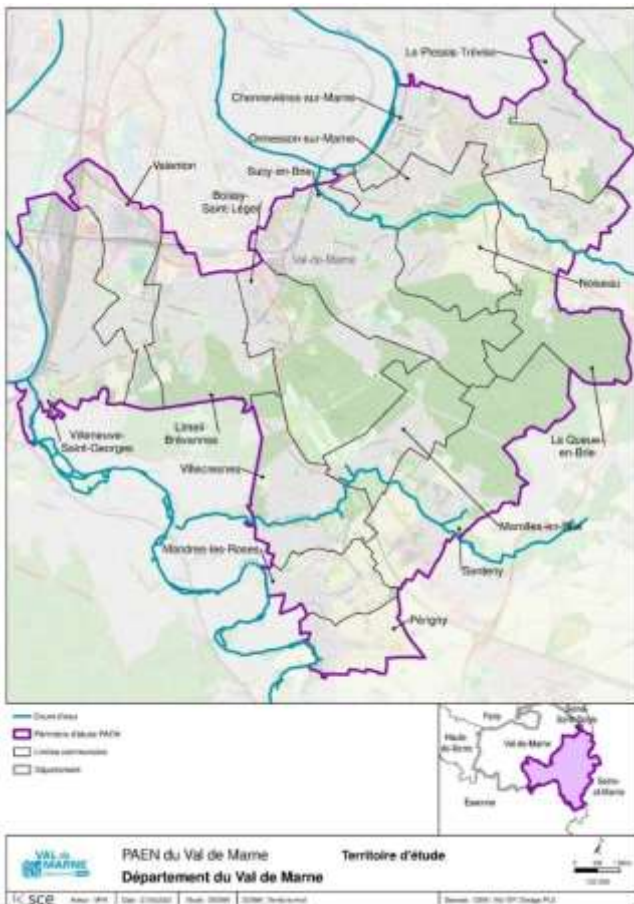 Le Plessis-Trévise
Chennevières-sur-Marne
Ormesson-sur-Marne
Valenton
Sucy-en-Brie
Boissy-
Saint-Léger
Val-de-Marne
Noiseau
Villeneuve-
Saint-Georges
Limeil-
Brévannes
Villecresnes
La Queue-
en-Brie
Marolles-en-Brie
Mandres-les-Roses
Santeny
Périgny
Cours d'eau
Périmètre d'étude PAEN
Limites communales
Département
Paris
Seine-
Saint-Denis
Haute
de-Seine
Val-de-Marne
Seine-
et-Marne
Essonne
VAL de
MARNE
PAEN du Val de Marne
Territoire d'étude
Département du Val de Marne
sce